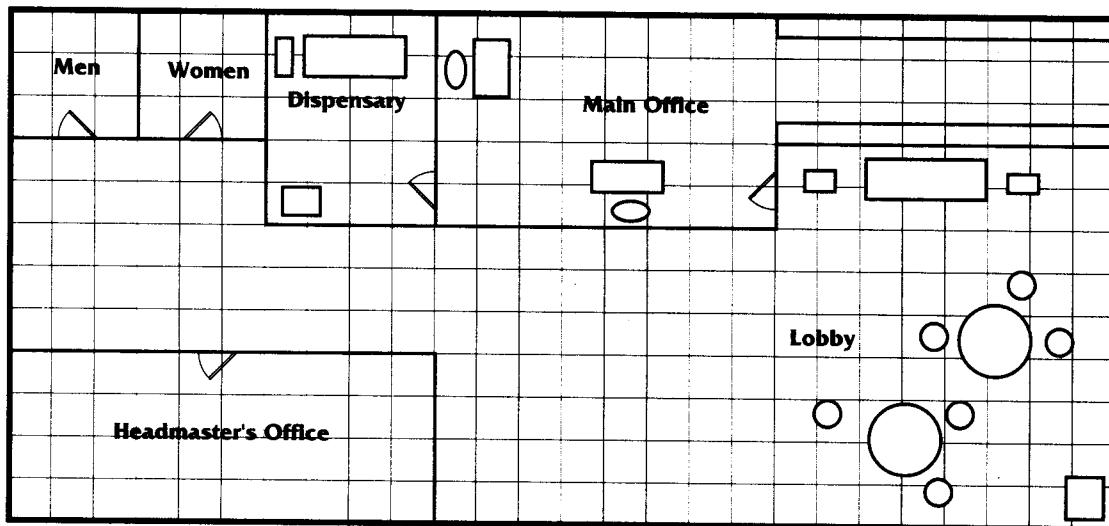 Men
Women
Dispensary
Main Office
Lobby
Headmaster's Office